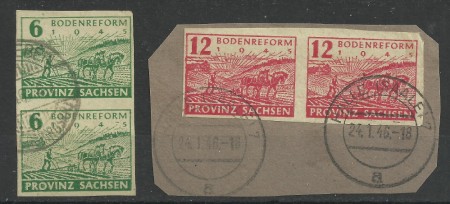 6 BODENREFORM
1945
PROVINZ SACHSEN
6 BODENREFORM
1945
PROVINZ SACHSEN
12 BODENREFORM
1945
PROVINZ SACHSEN
12 BODENREFORM
1945
PROVINZ SACHSEN
24.1.46.-18
a
24.1.46.-18
a